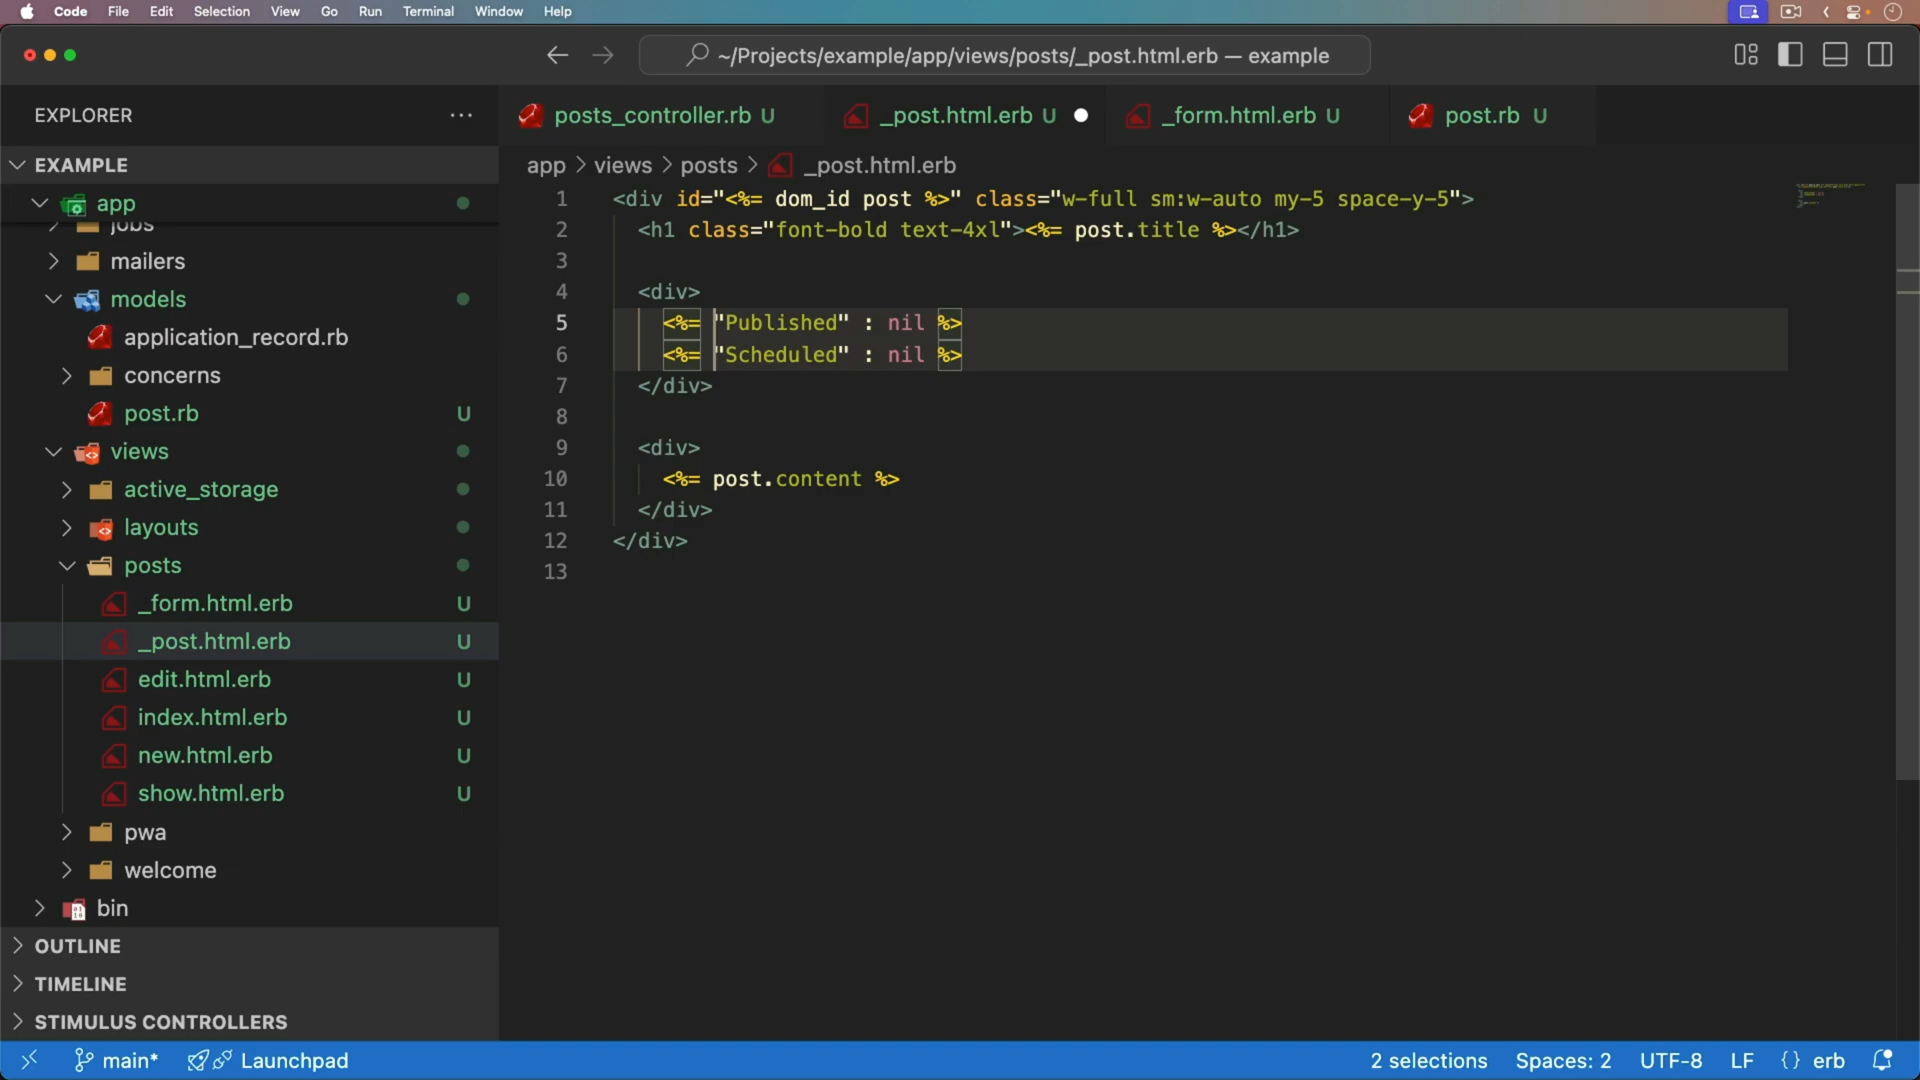 Code File Edit Selection View Go Run Terminal Window Help
~/Projects/example/app/views/posts/_post.html.erb — example
EXPLORER
posts_controller.rb U
_post.html.erb U
_form.html.erb U
post.rb U
EXAMPLE
app > views > posts > _post.html.erb
app
jobs
mailers
models
application_record.rb
concerns
post.rb U
views
active_storage
layouts
posts
_form.html.erb U
_post.html.erb U
edit.html.erb U
index.html.erb U
new.html.erb U
show.html.erb U
pwa
welcome
bin
OUTLINE
TIMELINE
STIMULUS CONTROLLERS
1 <div id="<%= dom_id post %>" class="w-full sm:w-auto my-5 space-y-5">
2 <h1 class="font-bold text-4xl"><%= post.title %></h1>
3
4 <div>
5 <%= "Published" : nil %>
6 <%= "Scheduled" : nil %>
7 </div>
8
9 <div>
10 <%= post.content %>
11 </div>
12 </div>
13
main* Launchpad
2 selections Spaces: 2 UTF-8 LF {} erb